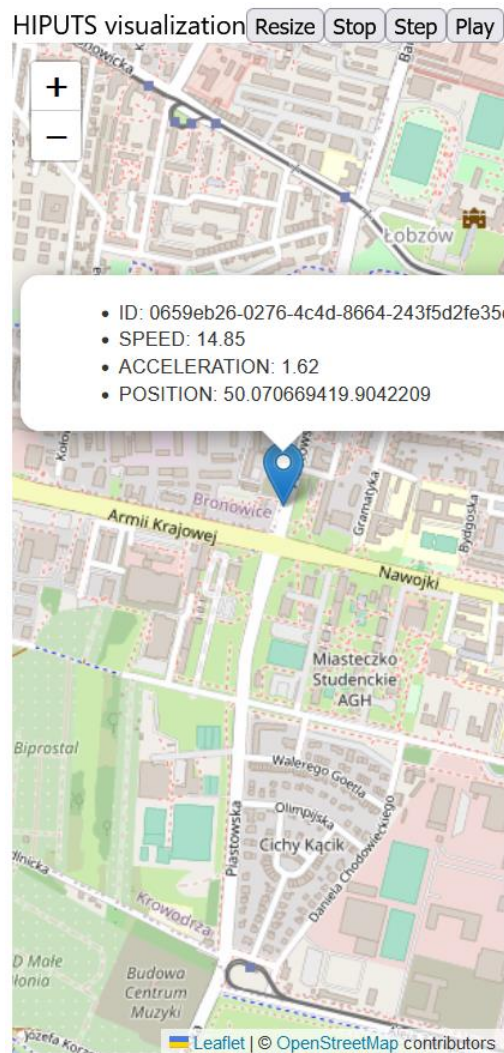 HIPUTS visualization Resize Stop Step Play
+
−
Łobzów
• ID: 0659eb26-0276-4c4d-8664-243f5d2fe35
• SPEED: 14.85
• ACCELERATION: 1.62
• POSITION: 50.070669419.9042209
Bronowice
Gramatyka
Bydgoska
Armii Krajowej
Nawojki
Miasteczko
Studenckie
AGH
Biprostal
Walerego Goetla
Olimpijska
Piastowska
Cichy Kącik
Daniela Chodowieckiego
Krowodrza
Budowa
Centrum
Muzyki
Leaflet | © OpenStreetMap contributors